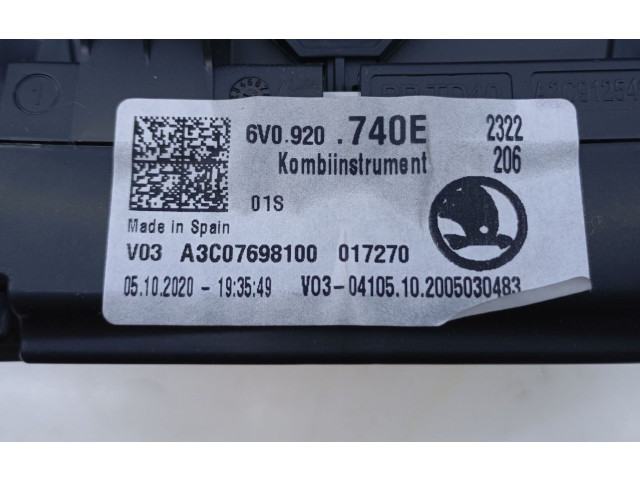 6V0.920 .740E 2322
Kombiinstrument 206
01S
Made in Spain
V03 A3C07698100 017270
05.10.2020 - 19:35:49 V03-04105.10.2005030483